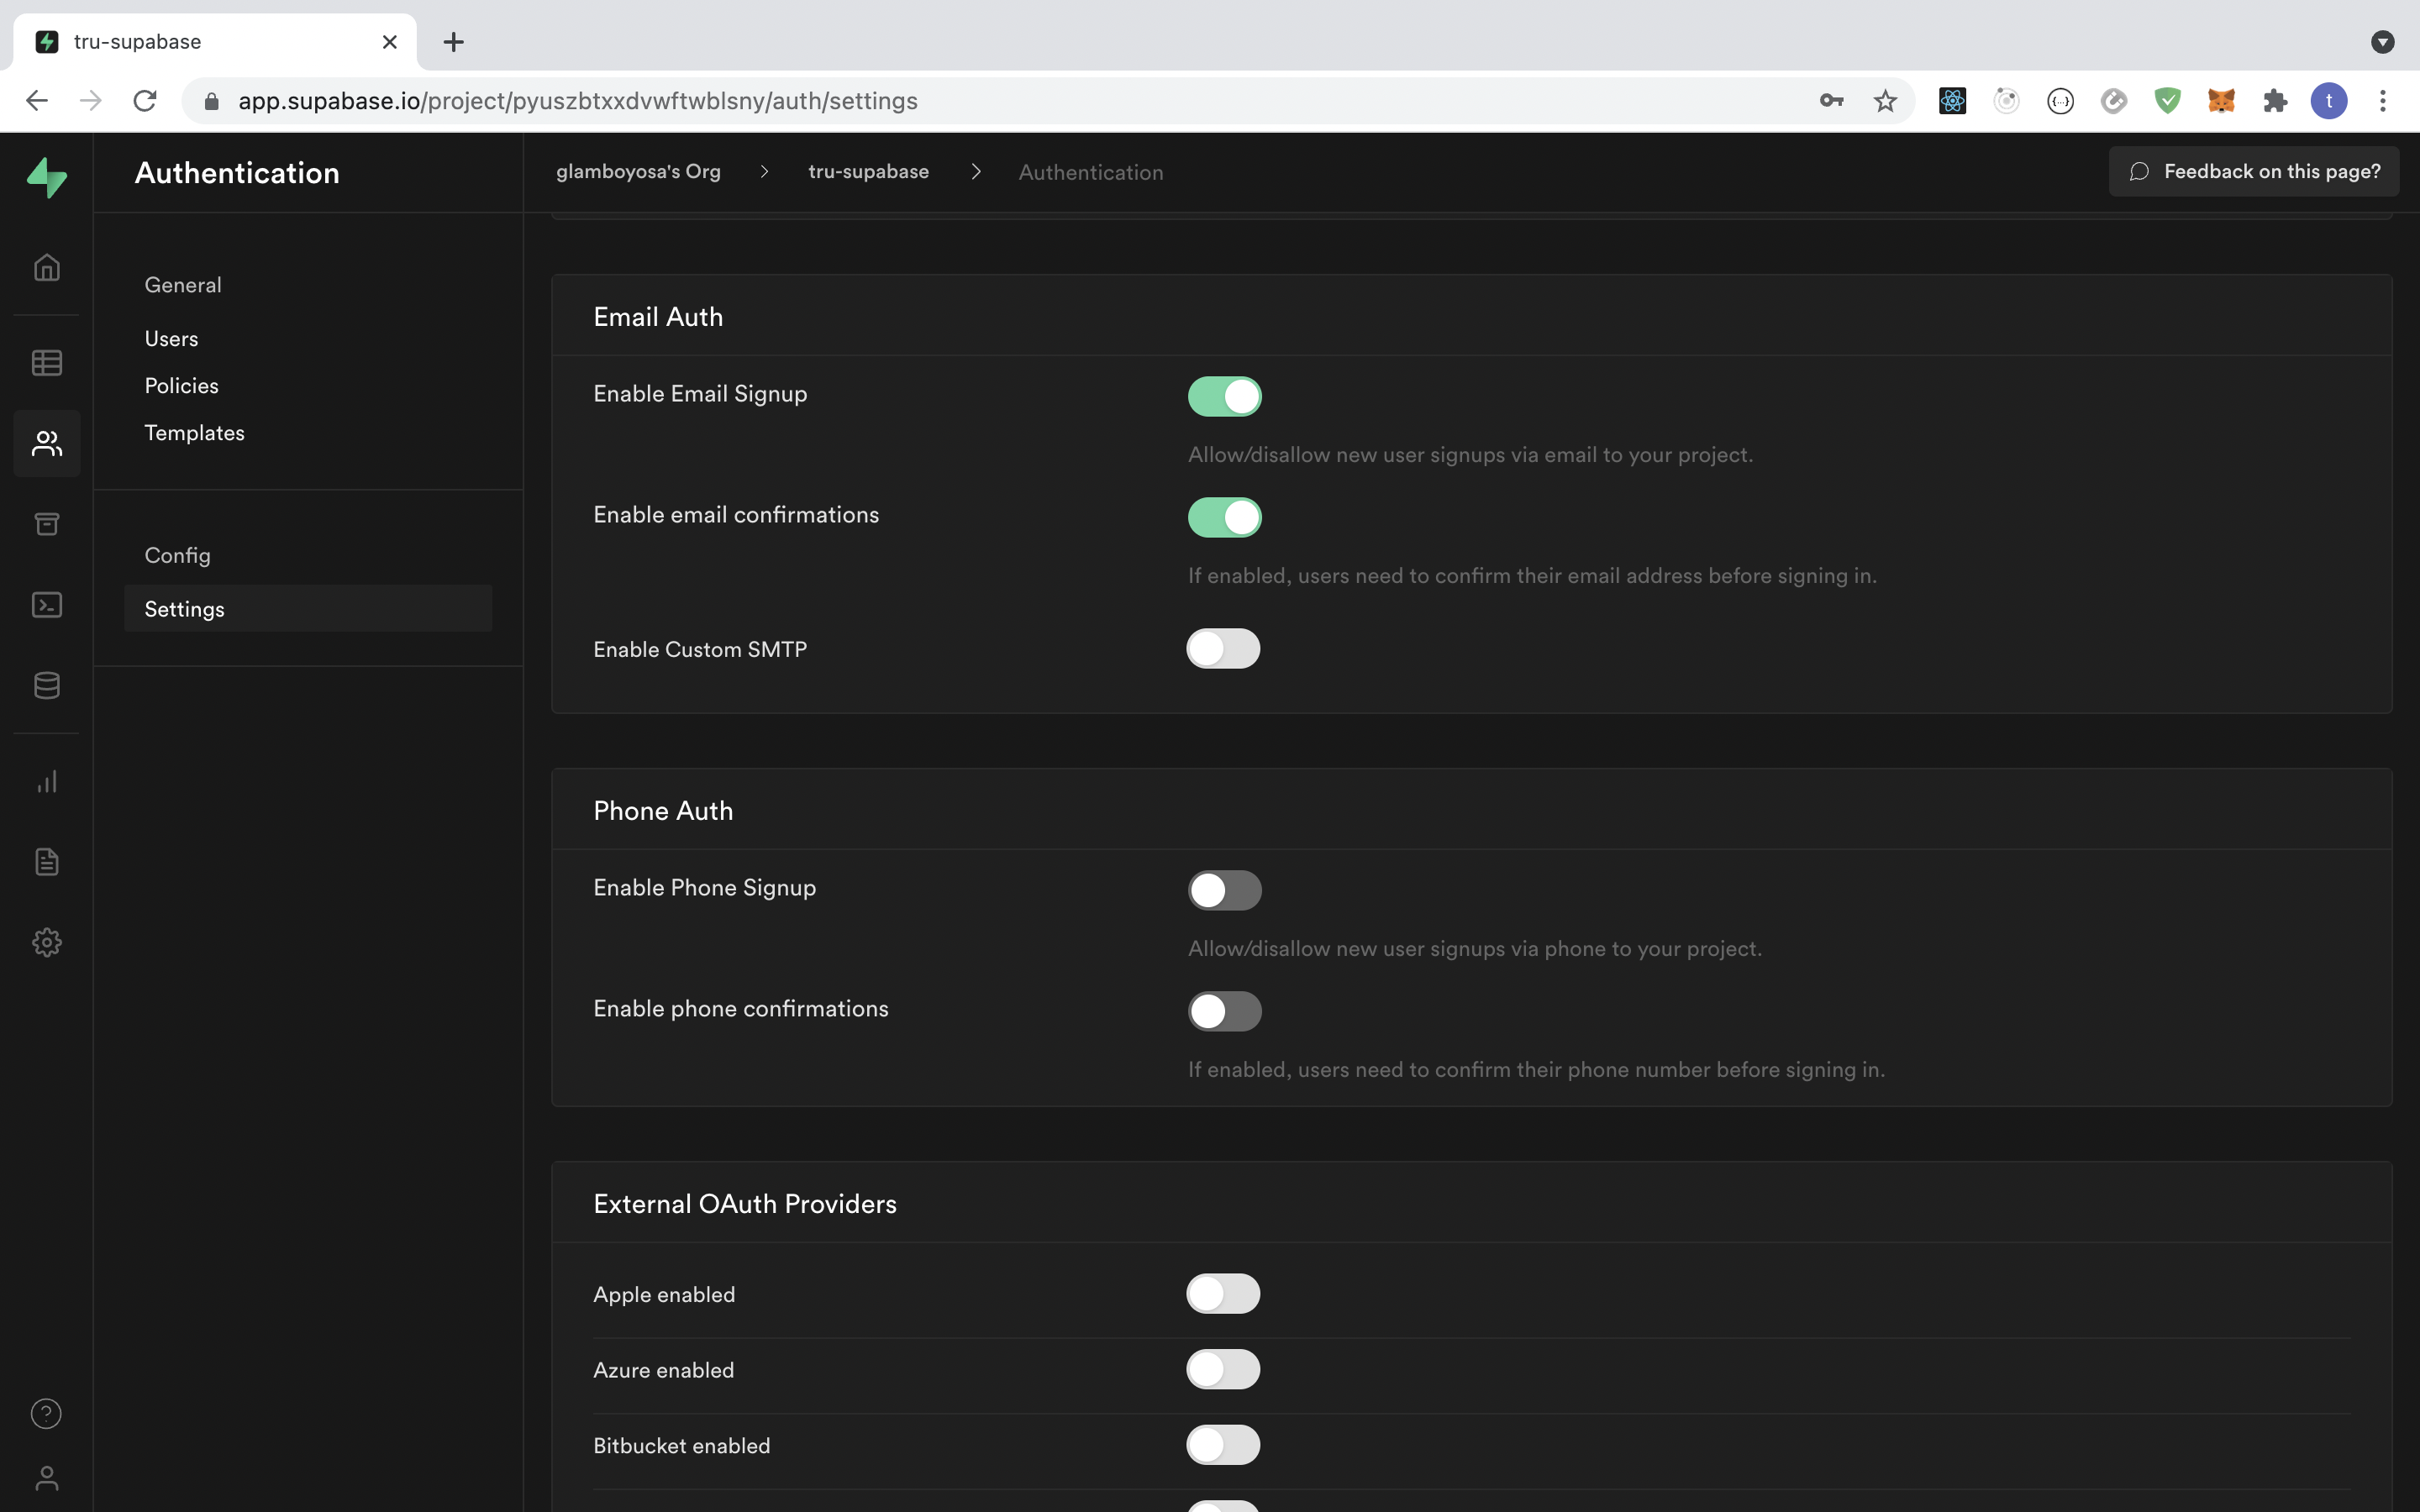 tru-supabase
app.supabase.io/project/pyuszbtxxdvwftwblsny/auth/settings
t
Authentication
glamboyosa's Org
tru-supabase
Authentication
Feedback on this page?
General
Users
Policies
Templates
Config
Settings
Email Auth
Enable Email Signup
Allow/disallow new user signups via email to your project.
Enable email confirmations
If enabled, users need to confirm their email address before signing in.
Enable Custom SMTP
Phone Auth
Enable Phone Signup
Allow/disallow new user signups via phone to your project.
Enable phone confirmations
If enabled, users need to confirm their phone number before signing in.
External OAuth Providers
Apple enabled
Azure enabled
Bitbucket enabled